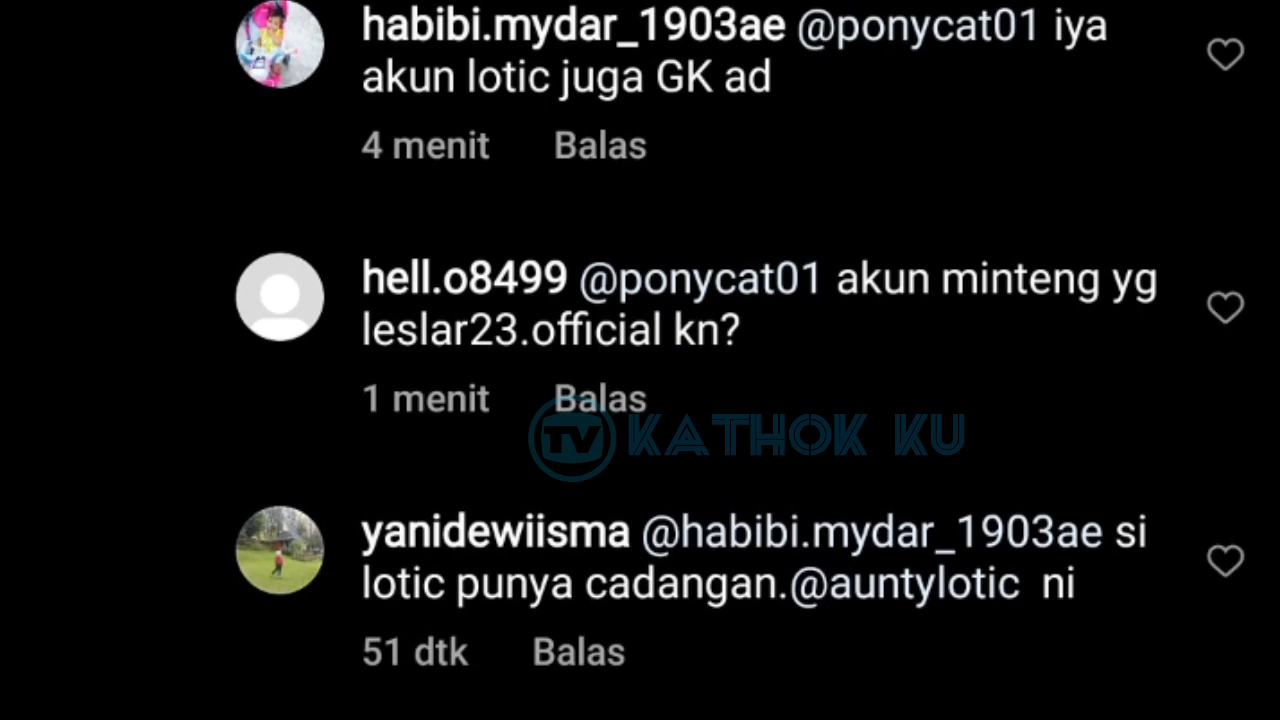 habibi.mydar_1903ae @ponycat01 iya
akun lotic juga GK ad
4 menit Balas
hell.o8499 @ponycat01 akun minteng yg
leslar23.official kn?
1 menit Balas
TV KATHOK KU
yanidewiisma @habibi.mydar_1903ae si
lotic punya cadangan.@auntylotic ni
51 dtk Balas